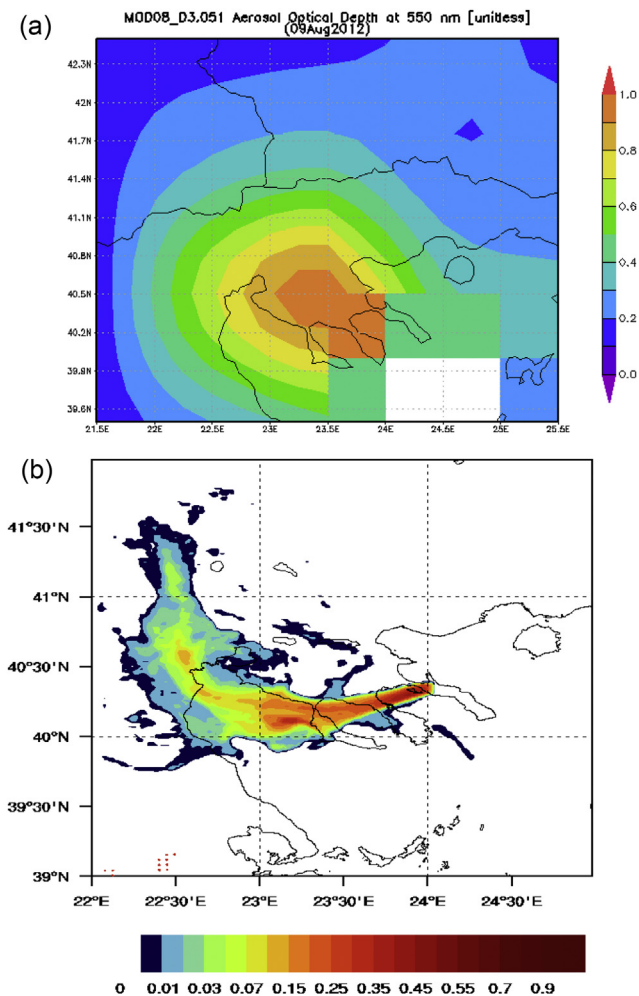 (a)
MOD08_D3.051 Aerosol Optical Depth at 550 nm [unitless]
(09Aug2012)
42.3N
42N
41.7N
41.4N
41.1N
40.8N
40.5N
40.2N
39.8N
39.6N
21.5E 22E 22.5E 23E 23.5E 24E 24.5E 25E 25.5E
1.0
0.8
0.6
0.4
0.2
0.0
(b)
41°30'N
41°N
40°30'N
40°N
39°30'N
39°N
22°E 22°30'E 23°E 23°30'E 24°E 24°30'E
0 0.01 0.03 0.07 0.15 0.25 0.35 0.45 0.55 0.7 0.9